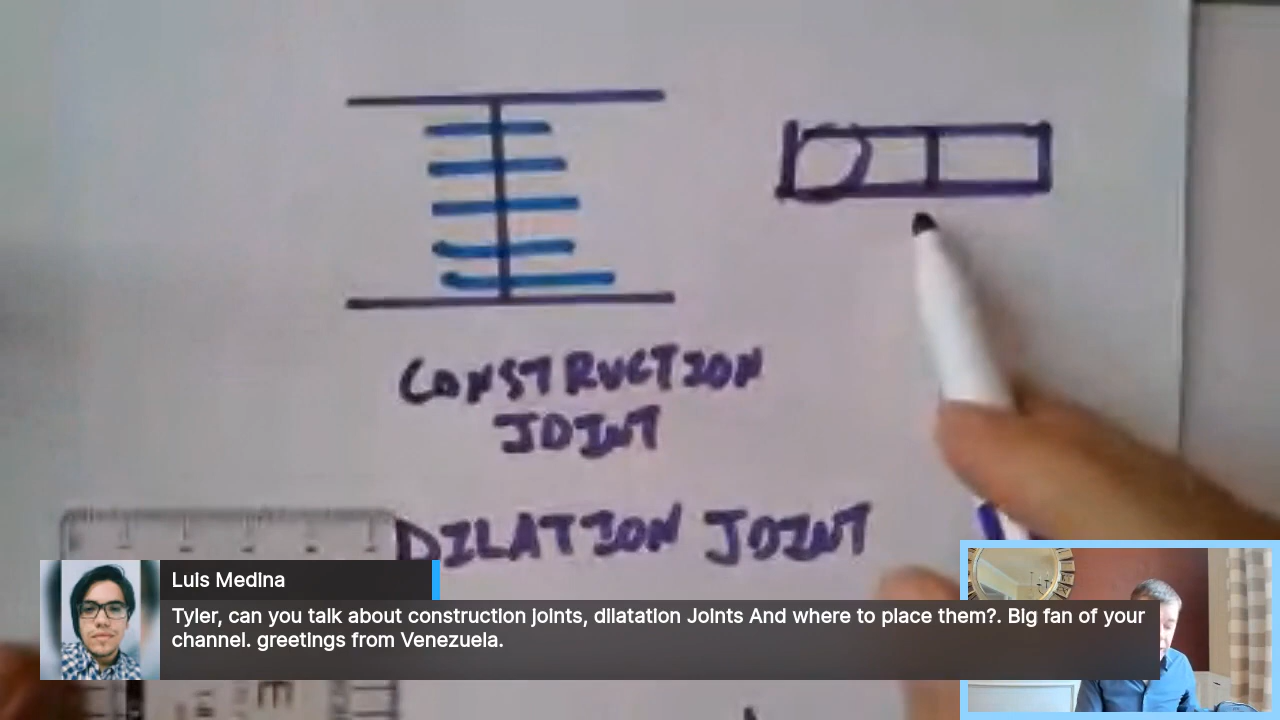 CONSTRUCTION
JOINT
DILATION JOINT
Luis Medina
Tyler, can you talk about construction joints, dilatation Joints And where to place them?. Big fan of your
channel. greetings from Venezuela.